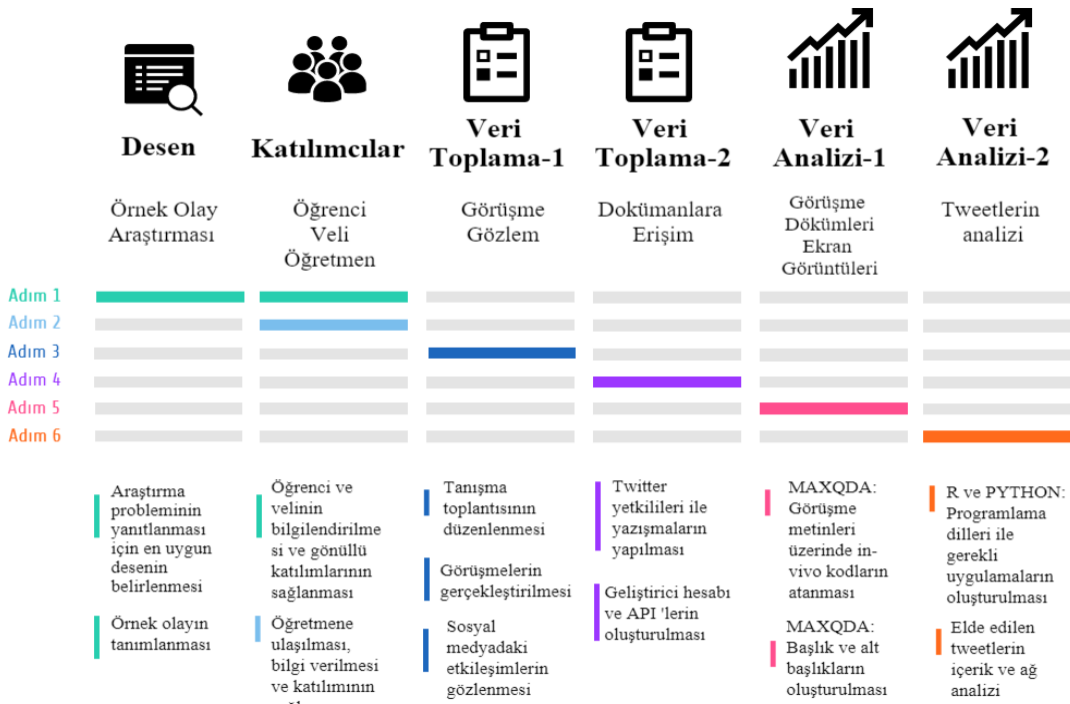 Desen
Katılımcılar
Veri
Toplama-1
Veri
Toplama-2
Veri
Analizi-1
Veri
Analizi-2
Örnek Olay
Araştırması
Öğrenci
Veli
Öğretmen
Görüşme
Gözlem
Dokümanlara
Erişim
Görüşme
Dökümleri
Ekran
Görüntüleri
Tweetlerin
analizi
Adım 1
Adım 2
Adım 3
Adım 4
Adım 5
Adım 6
Araştırma
probleminin
yanıtlanması
için en uygun
desenin
belirlenmesi
Örnek olayın
tanımlanması
Öğrenci ve
velinin
bilgilendirilme
si ve gönüllü
katılımlarının
sağlanması
Öğretmene
ulaşılması,
bilgi verilmesi
ve katılımının
Tanışma
toplantısının
düzenlenmesi
Görüşmelerin
gerçekleştirilmesi
Sosyal
medyadaki
etkileşimlerin
gözlenmesi
Twitter
yetkilileri ile
yazışmaların
yapılması
Geliştirici hesabı
ve API 'lerin
oluşturulması
MAXQDA:
Görüşme
metinleri
üzerinde in-
vivo kodların
atanması
MAXQDA:
Başlık ve alt
başlıkların
oluşturulması
R ve PYTHON:
Programlama
dilleri ile
gerekli
uygulamaların
oluşturulması
Elde edilen
tweetlerin
içerik ve ağ
analizi